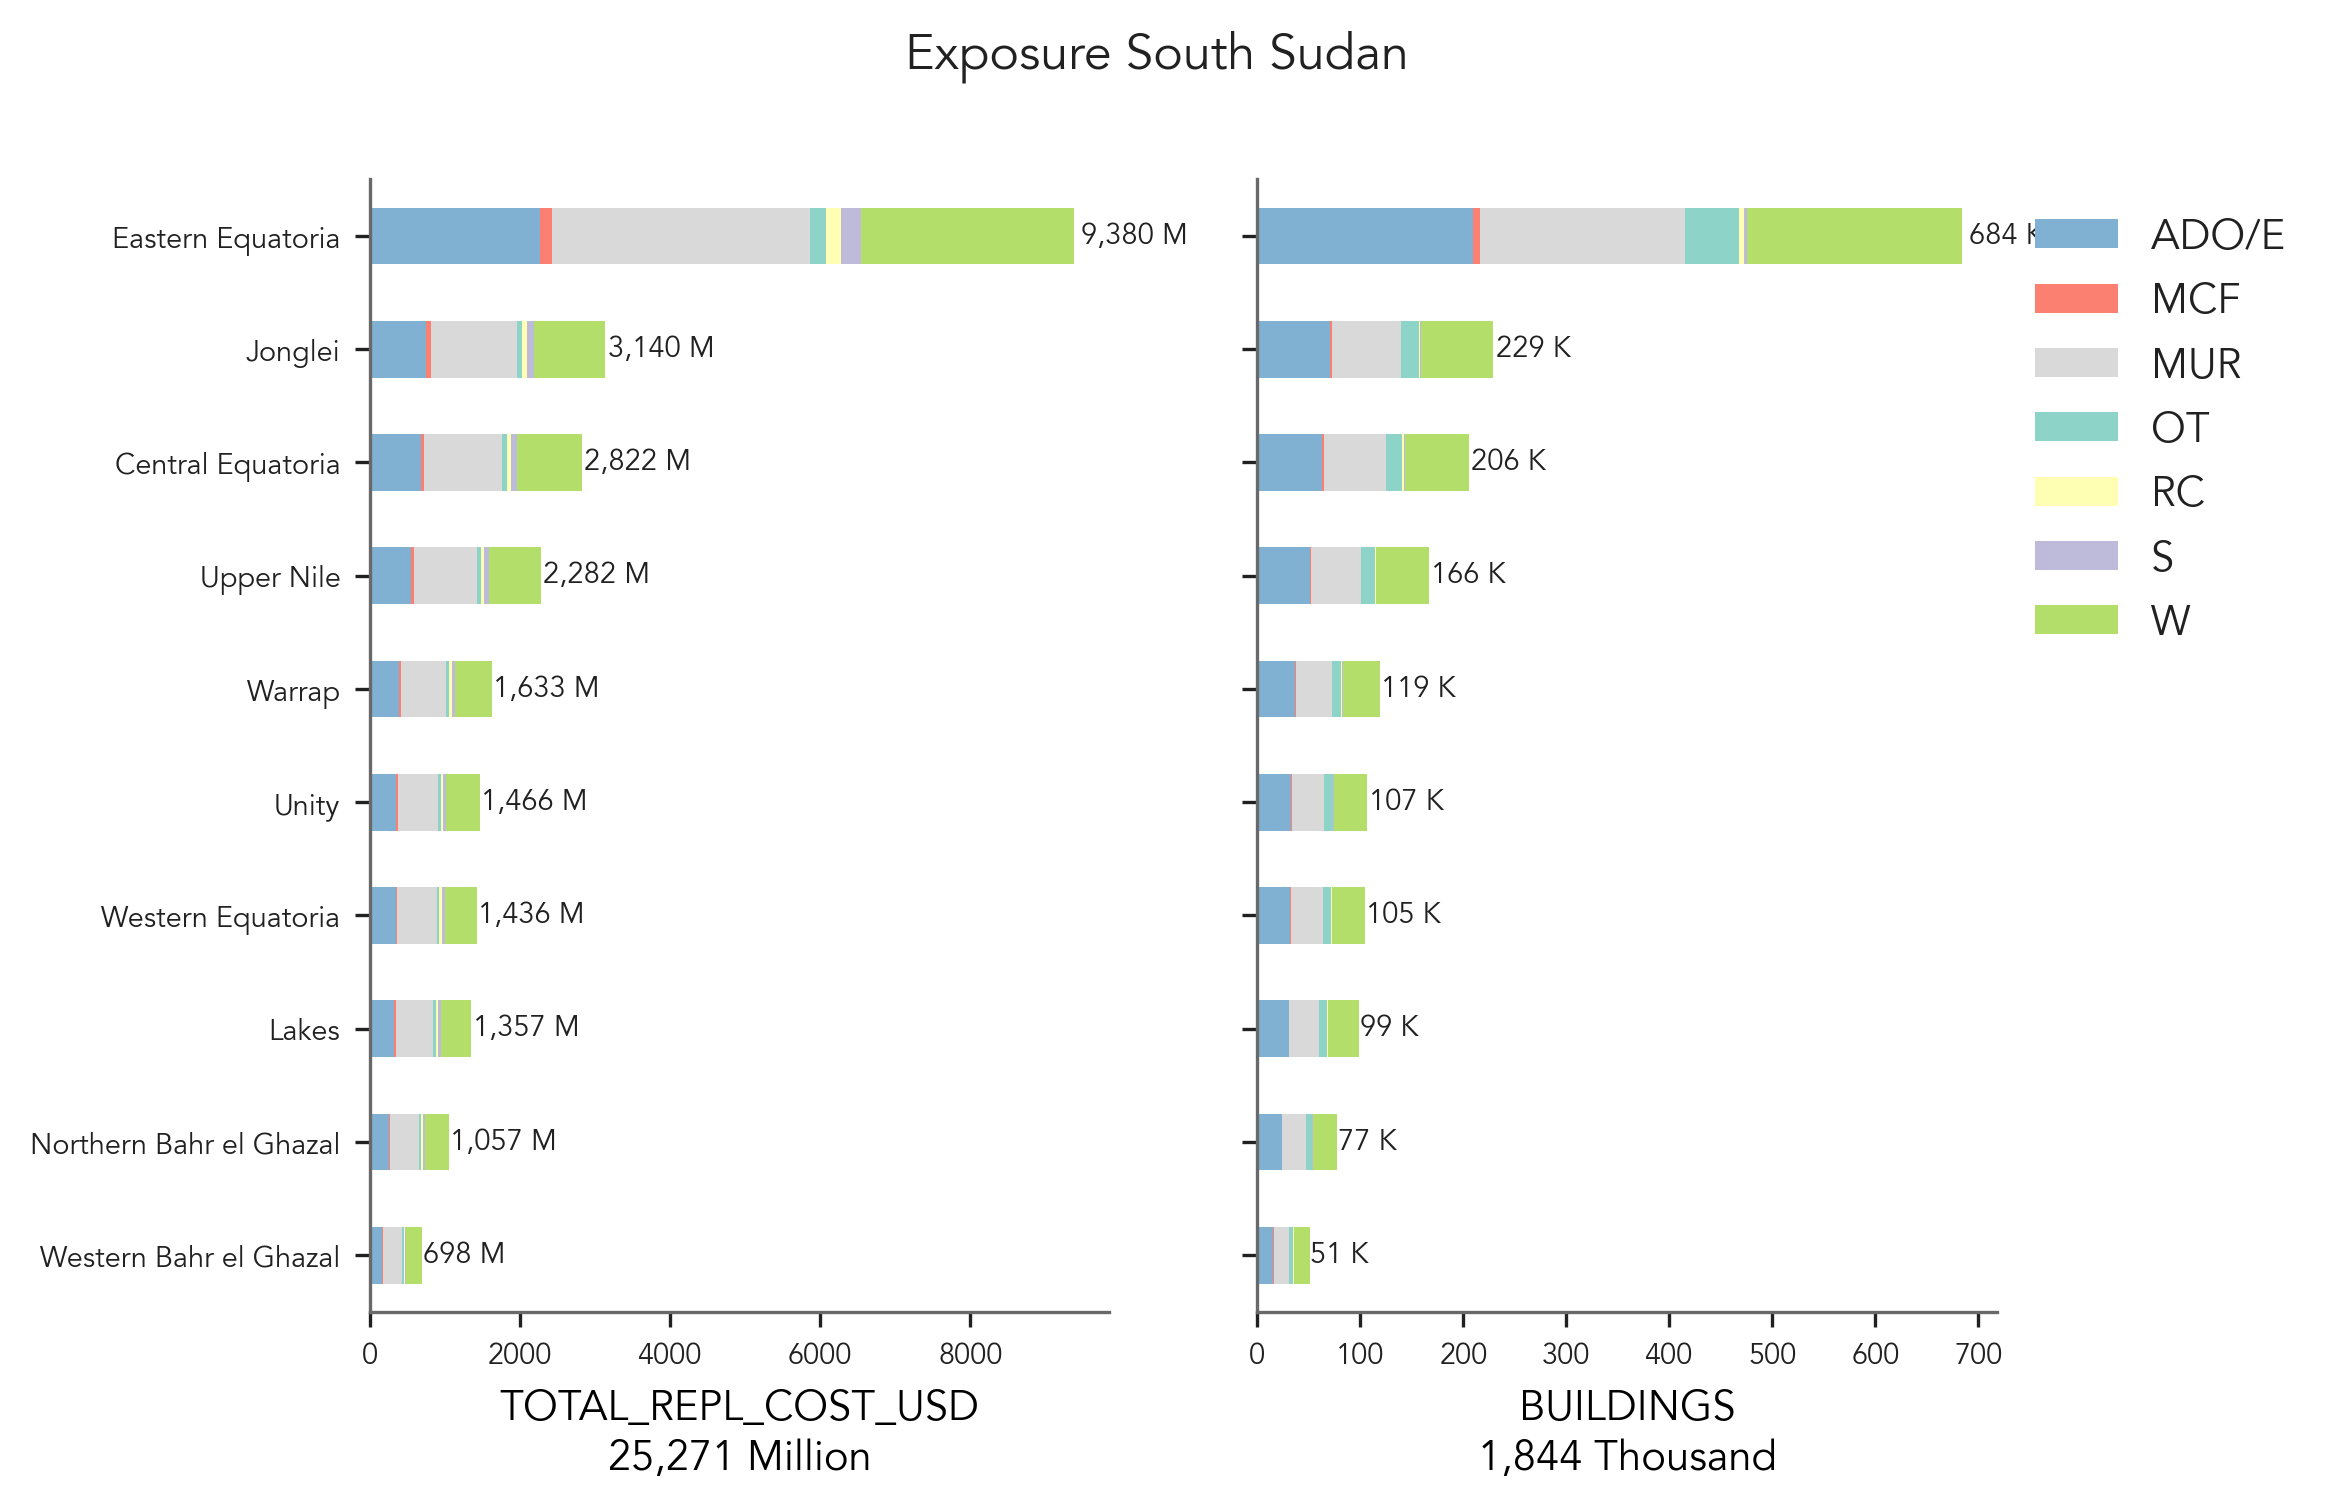 Exposure South Sudan
Eastern Equatoria
Jonglei
Central Equatoria
Upper Nile
Warrap
Unity
Western Equatoria
Lakes
Northern Bahr el Ghazal
Western Bahr el Ghazal
9,380 M
3,140 M
2,822 M
2,282 M
1,633 M
1,466 M
1,436 M
1,357 M
1,057 M
698 M
0 2000 4000 6000 8000
TOTAL_REPL_COST_USD
25,271 Million
684 K
229 K
206 K
166 K
119 K
107 K
105 K
99 K
77 K
51 K
0 100 200 300 400 500 600 700
BUILDINGS
1,844 Thousand
ADO/E
MCF
MUR
OT
RC
S
W